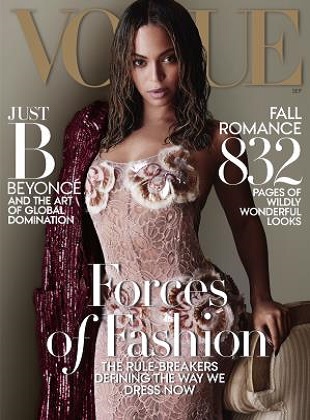 VOGUE
SEP
JUST
B
BEYONCÉ
AND THE ART
OF GLOBAL
DOMINATION
FALL
ROMANCE
832
PAGES OF
WILDLY
WONDERFUL
LOOKS
Forces
of Fashion
THE RULE-BREAKERS
DEFINING THE WAY WE
DRESS NOW